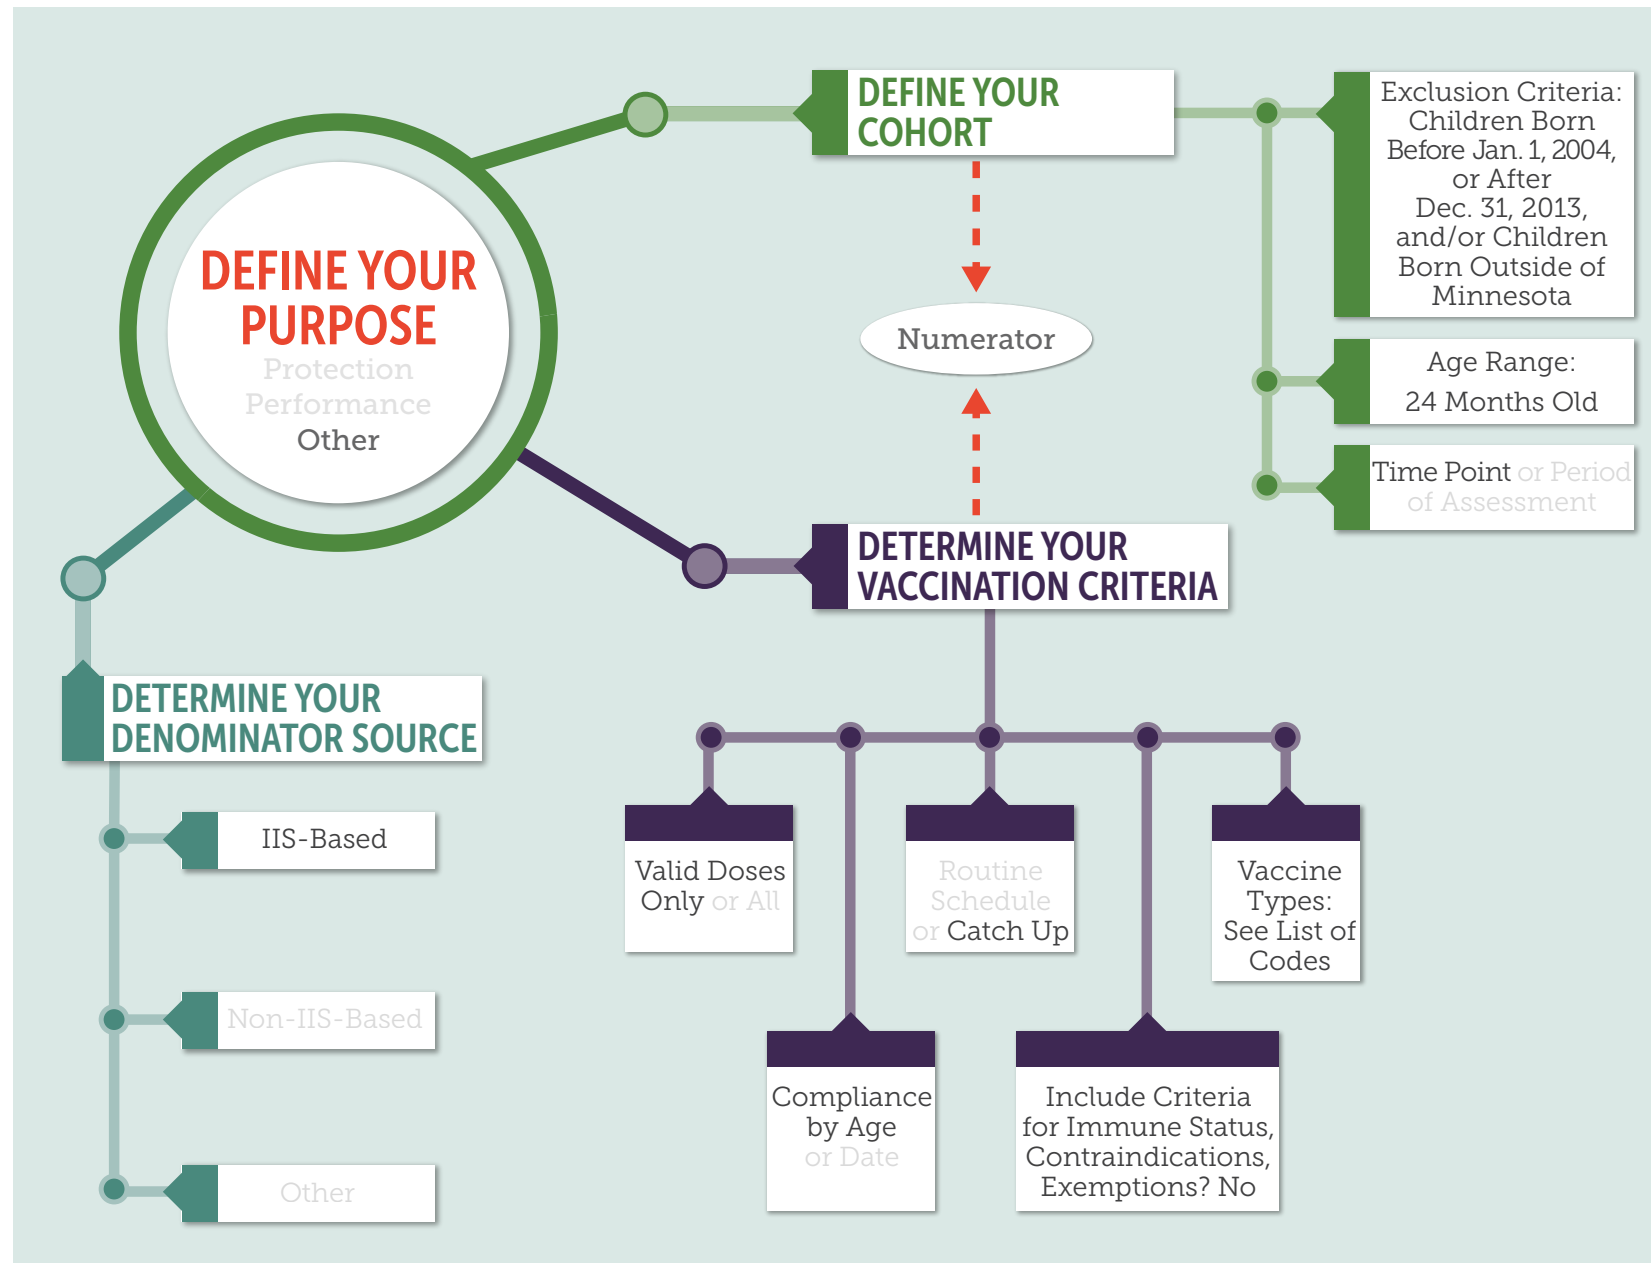 DEFINE YOUR
PURPOSE
Protection
Performance
Other
DEFINE YOUR
COHORT
Numerator
Exclusion Criteria:
Children Born
Before Jan. 1, 2004,
or After
Dec. 31, 2013,
and/or Children
Born Outside of
Minnesota
Age Range:
24 Months Old
Time Point or Period
of Assessment
DETERMINE YOUR
VACCINATION CRITERIA
Valid Doses
Only or All
Compliance
by Age
or Date
Routine
Schedule
or Catch Up
Include Criteria
for Immune Status,
Contraindications,
Exemptions? No
Vaccine
Types:
See List of
Codes
DETERMINE YOUR
DENOMINATOR SOURCE
IIS-Based
Non-IIS-Based
Other